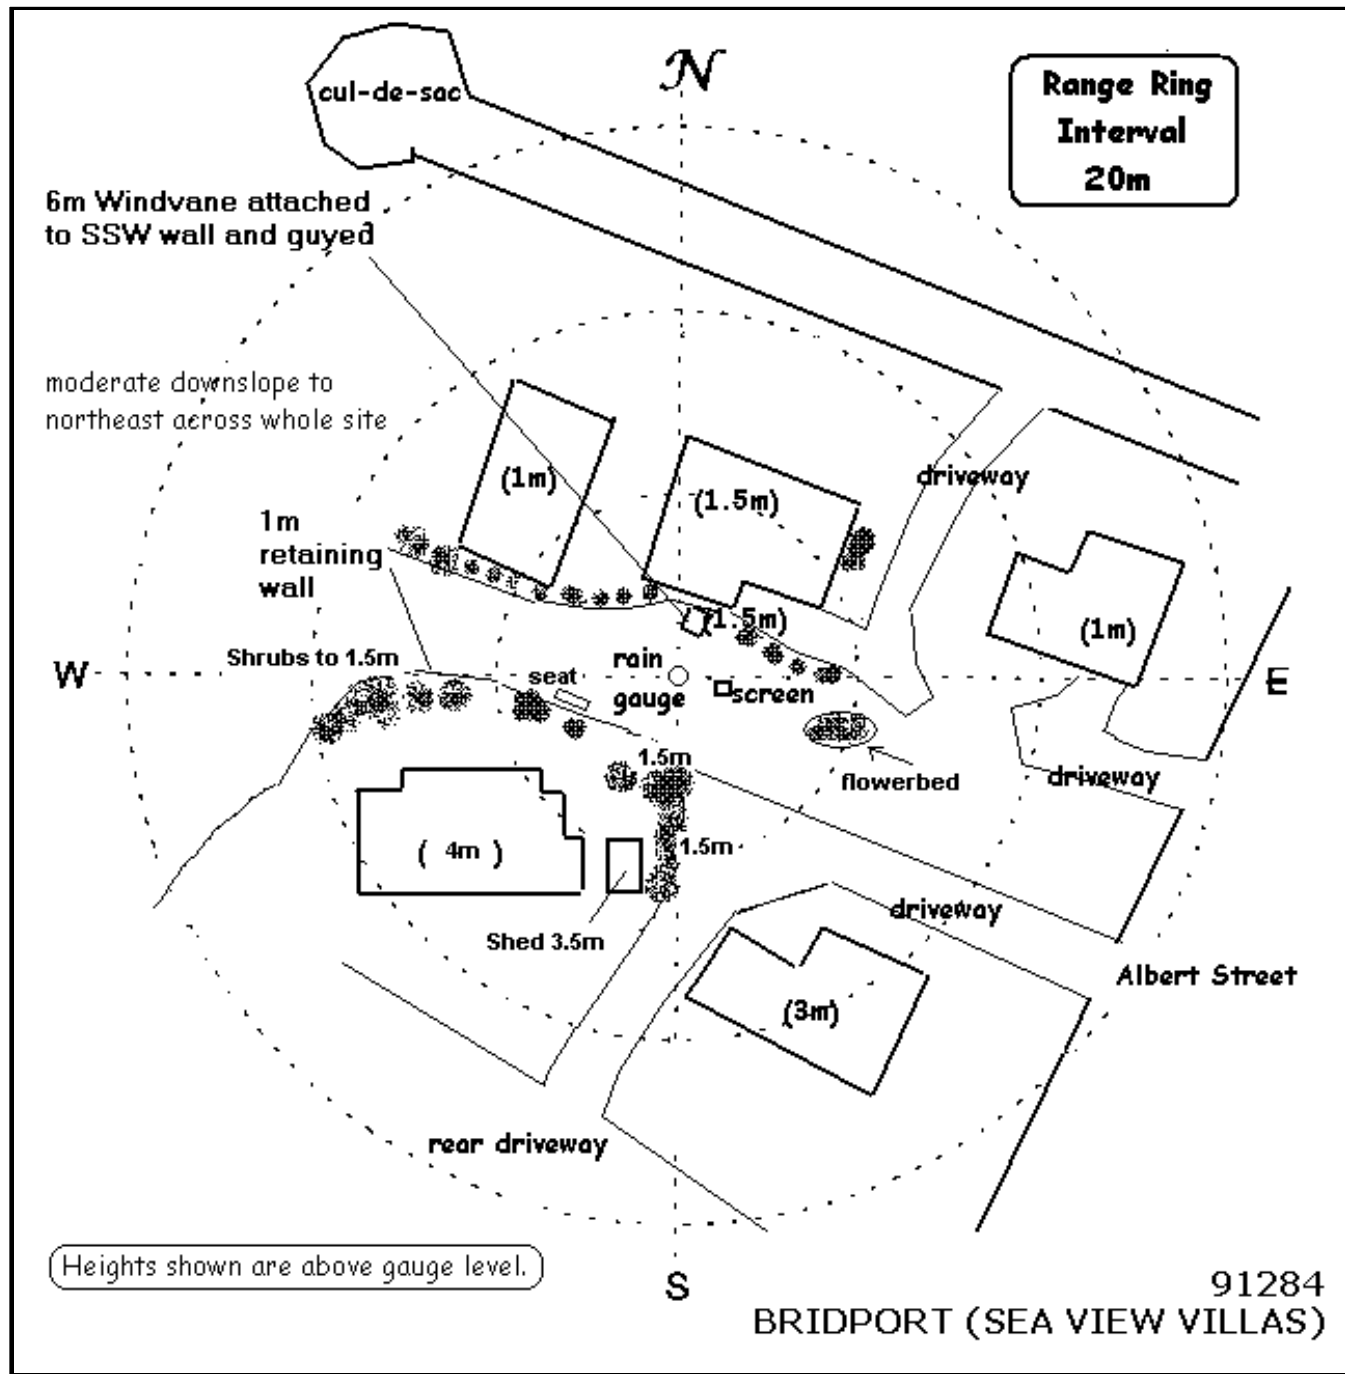 N
cul-de-sac
Range Ring
Interval
20m
6m Windvane attached
to SSW wall and guyed
moderate downslope to
northeast across whole site
(1m)
(1.5m)
driveway
1m
retaining
wall
(1.5m)
(1m)
Shrubs to 1.5m
W
seat
rain
gauge
screen
E
1.5m
flowerbed
driveway
( 4m )
1.5m
driveway
Shed 3.5m
Albert Street
(3m)
rear driveway
Heights shown are above gauge level.
S
91284
BRIDPORT (SEA VIEW VILLAS)